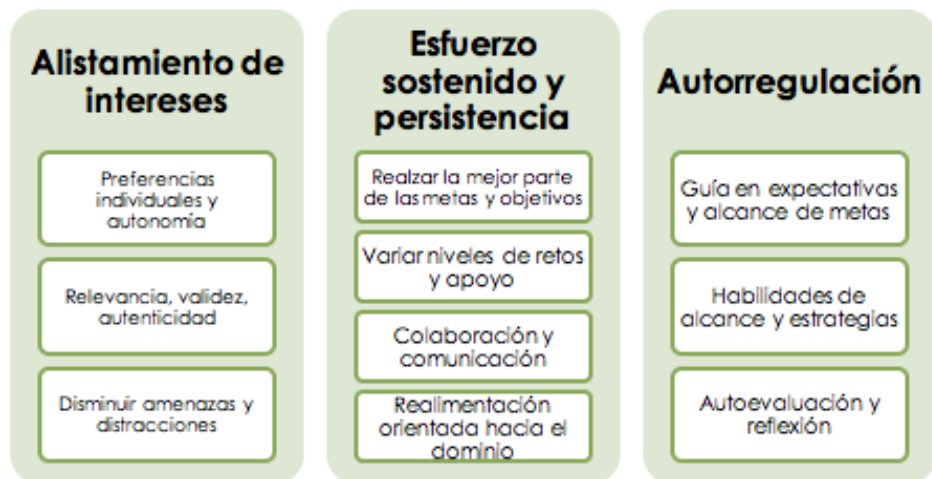 Alistamiento de
intereses
Preferencias
individuales y
autonomía
Relevancia, validez,
autenticidad
Disminuir amenazas y
distracciones
Esfuerzo
sostenido y
persistencia
Realzar la mejor parte
de las metas y objetivos
Variar niveles de retos
y apoyo
Colaboración y
comunicación
Realimentación
orientada hacia el
dominio
Autorregulación
Guía en expectativas
y alcance de metas
Habilidades de
alcance y estrategias
Autoevaluación y
reflexión